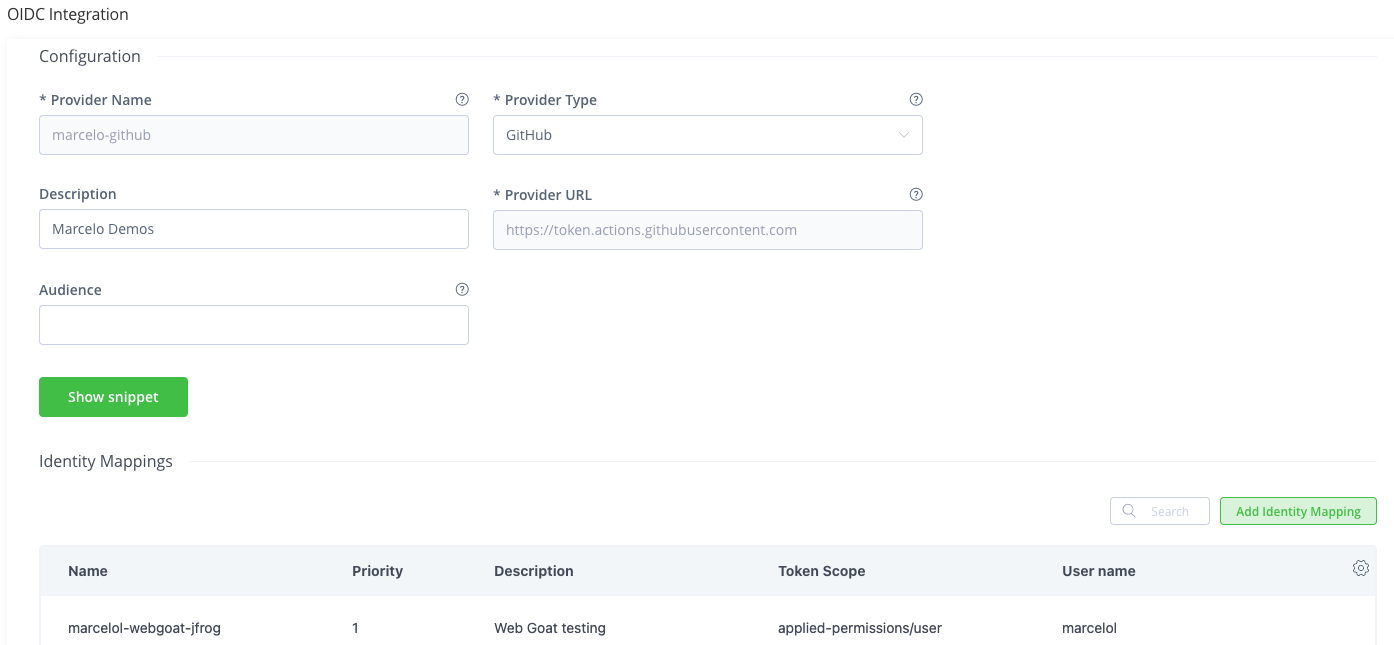 OIDC Integration
Configuration
* Provider Name
* Provider Type
marcelo-github
GitHub
Description
* Provider URL
Marcelo Demos
https://token.actions.githubusercontent.com
Audience
Show snippet
Identity Mappings
Search
Add Identity Mapping
Name Priority Description Token Scope User name
marcelol-webgoat-jfrog 1 Web Goat testing applied-permissions/user marcelol